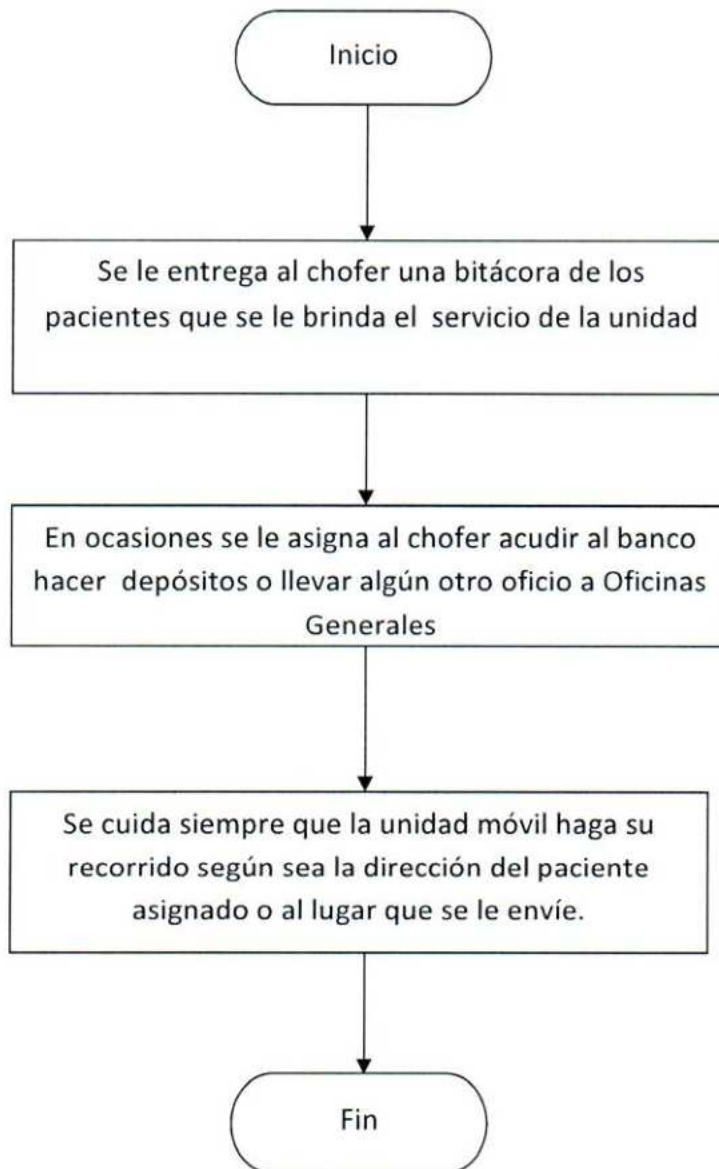 Inicio
Se le entrega al chofer una bitácora de los
pacientes que se le brinda el servicio de la unidad
En ocasiones se le asigna al chofer acudir al banco
hacer depósitos o llevar algún otro oficio a Oficinas
Generales
Se cuida siempre que la unidad móvil haga su
recorrido según sea la dirección del paciente
asignado o al lugar que se le envíe.
Fin